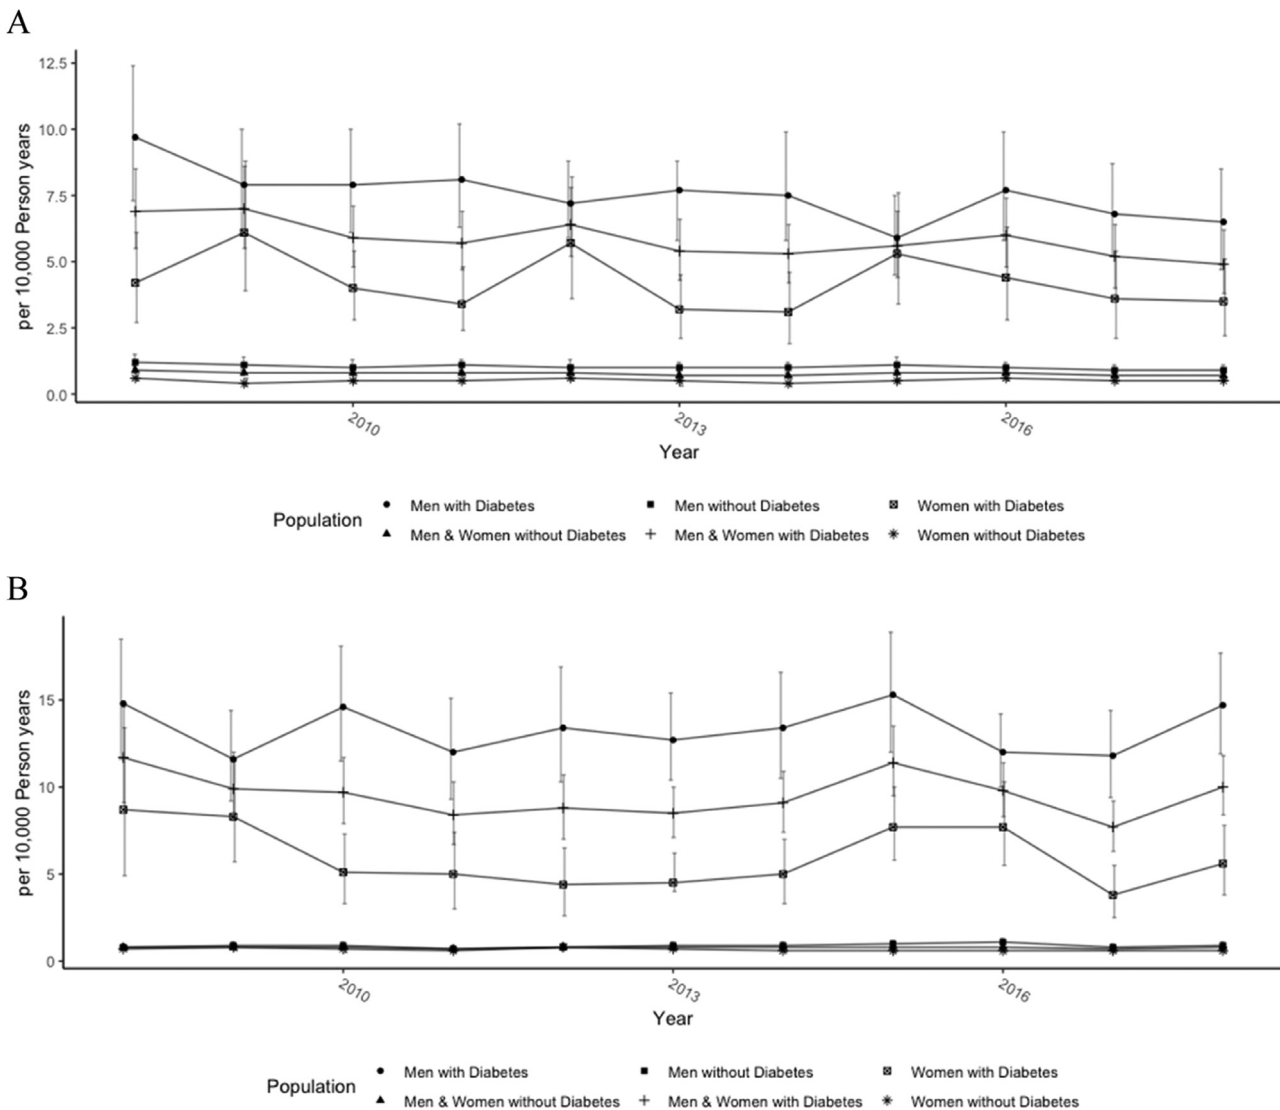 A
12.5
10.0
7.5
5.0
2.5
0.0
per 10,000 Person years
2010
2013
2016
Year
Population
Men with Diabetes
Men without Diabetes
Women with Diabetes
Men & Women without Diabetes
Men & Women with Diabetes
Women without Diabetes
B
15
10
5
0
per 10,000 Person years
2010
2013
2016
Year
Population
Men with Diabetes
Men without Diabetes
Women with Diabetes
Men & Women without Diabetes
Men & Women with Diabetes
Women without Diabetes